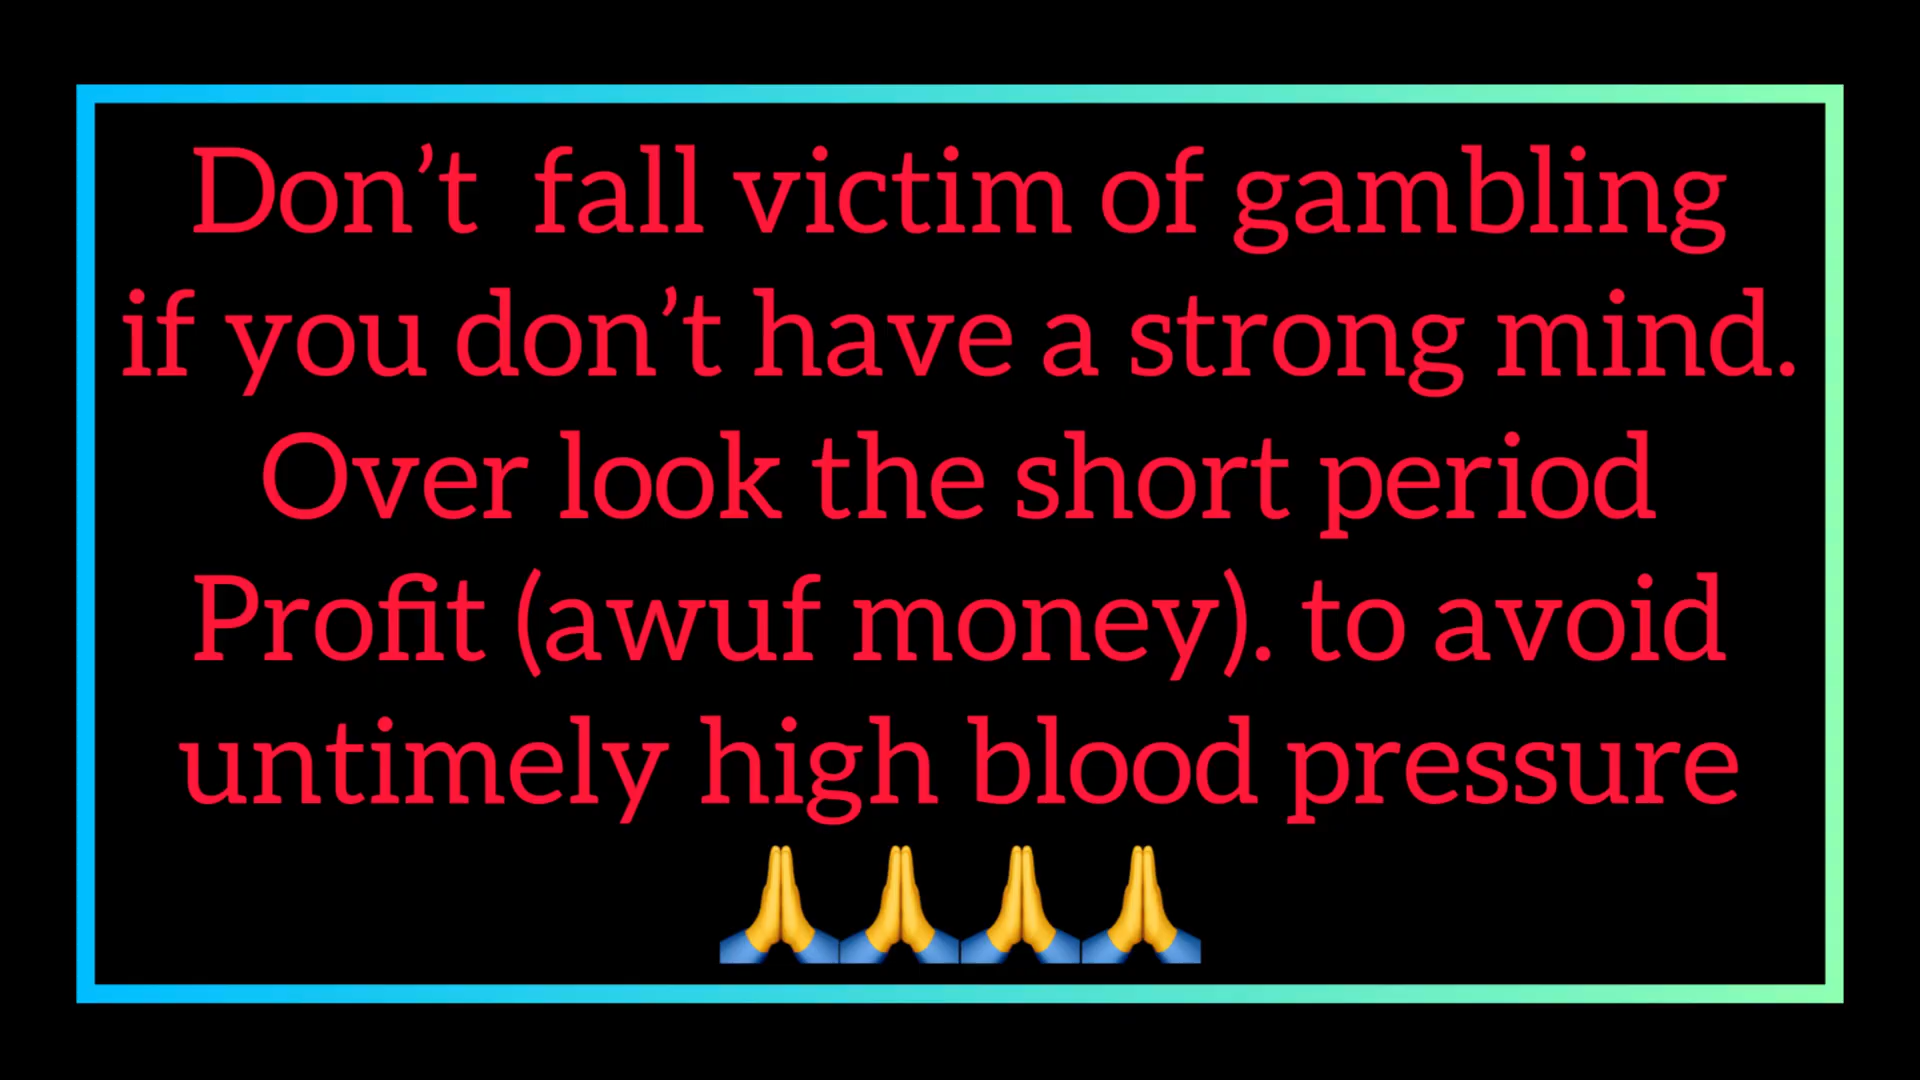 Don’t  fall victim of gambling
if you don’t have a strong mind.
Over look the short period
Profit (awuf money). to avoid
untimely high blood pressure
🙏🙏🙏🙏